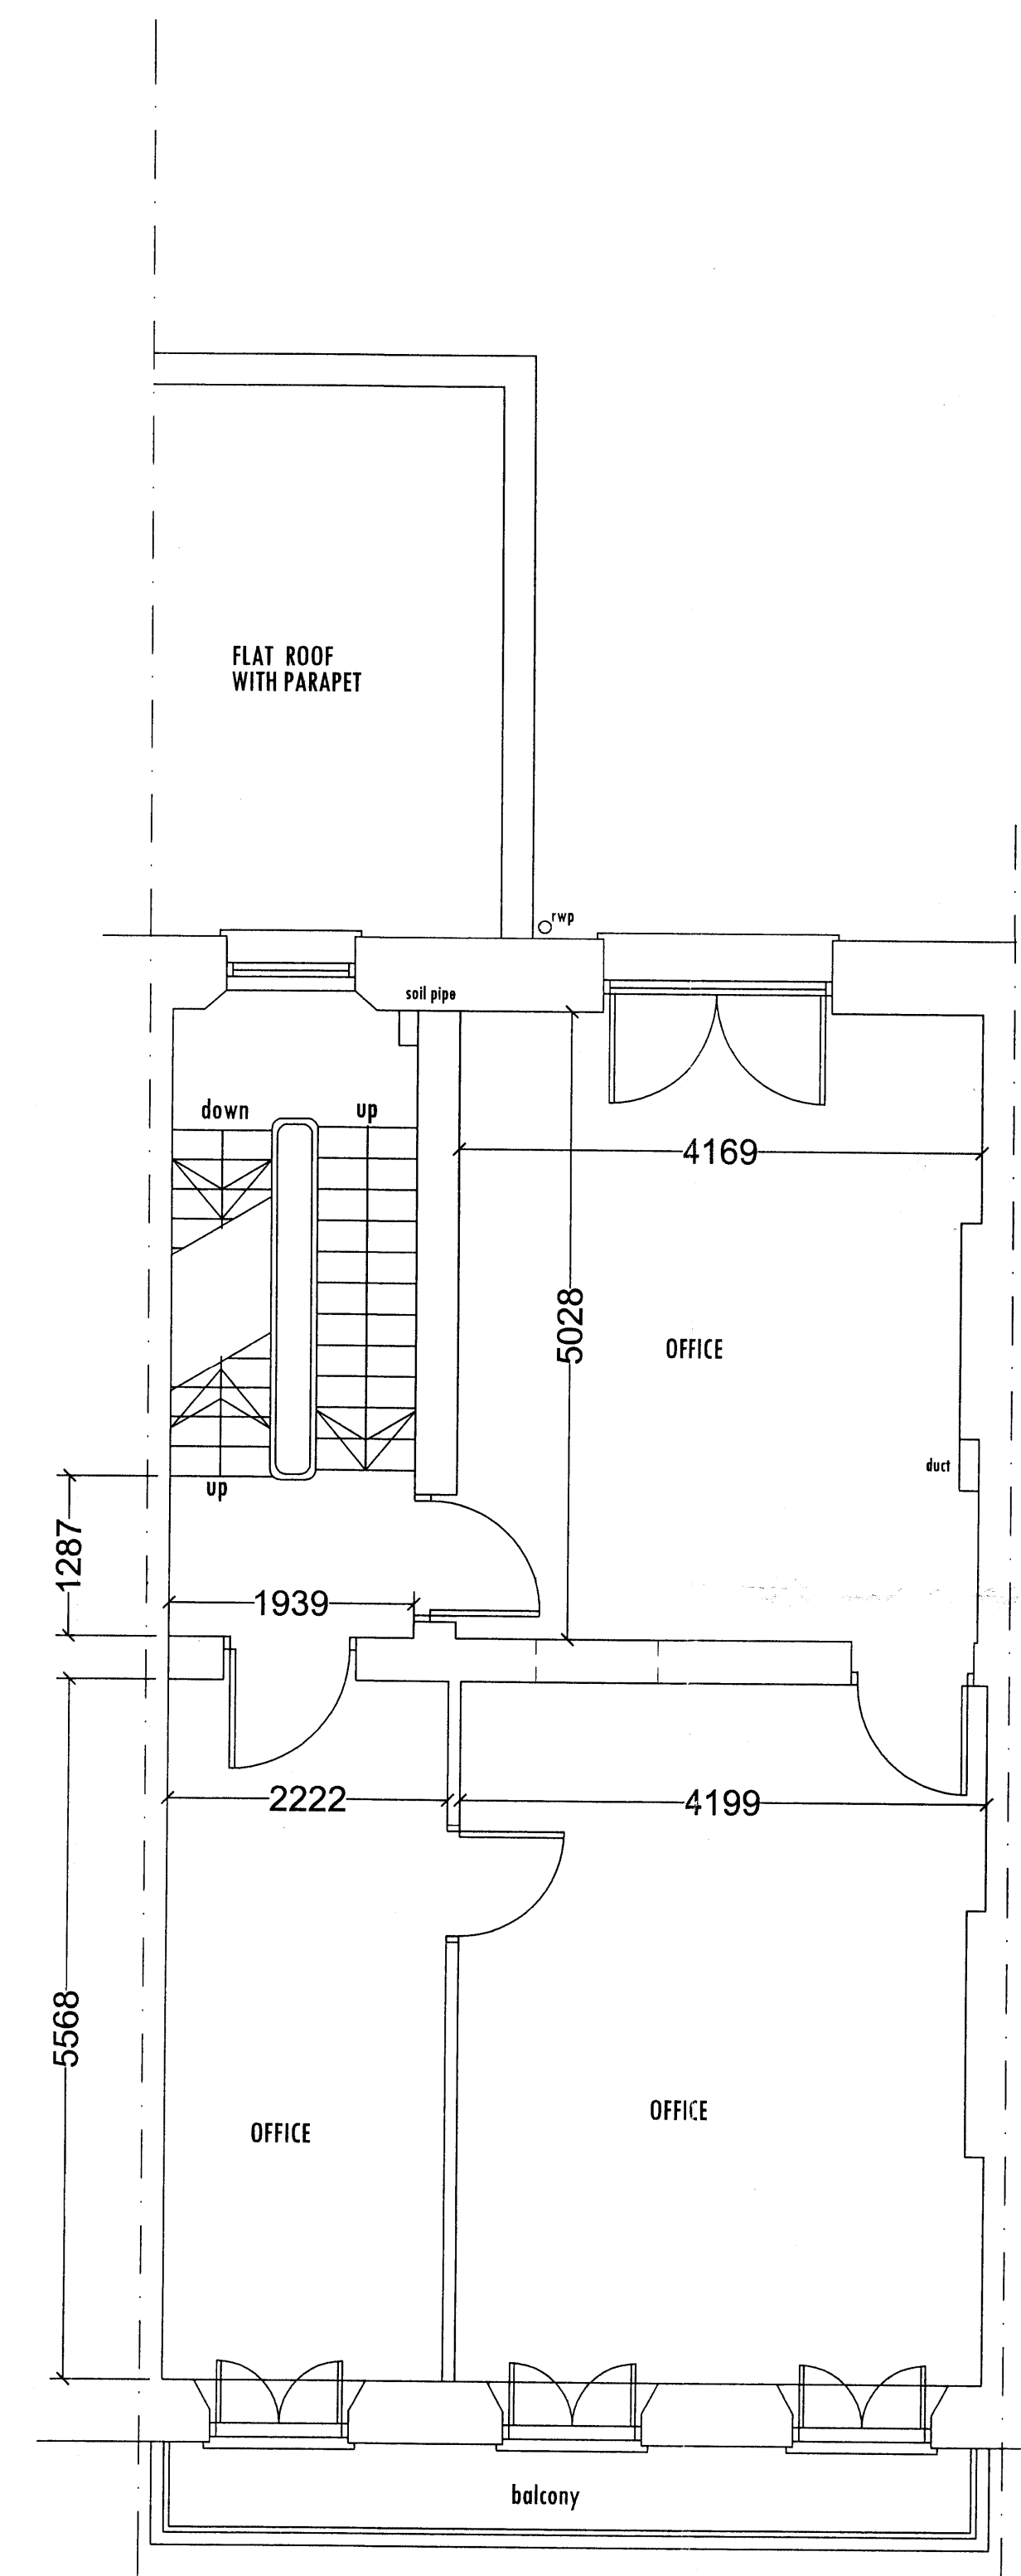 FLAT ROOF
WITH PARAPET
rwp
soil pipe
down
up
4169
5028
OFFICE
duct
up
1287
1939
2222
4199
5568
OFFICE
OFFICE
balcony